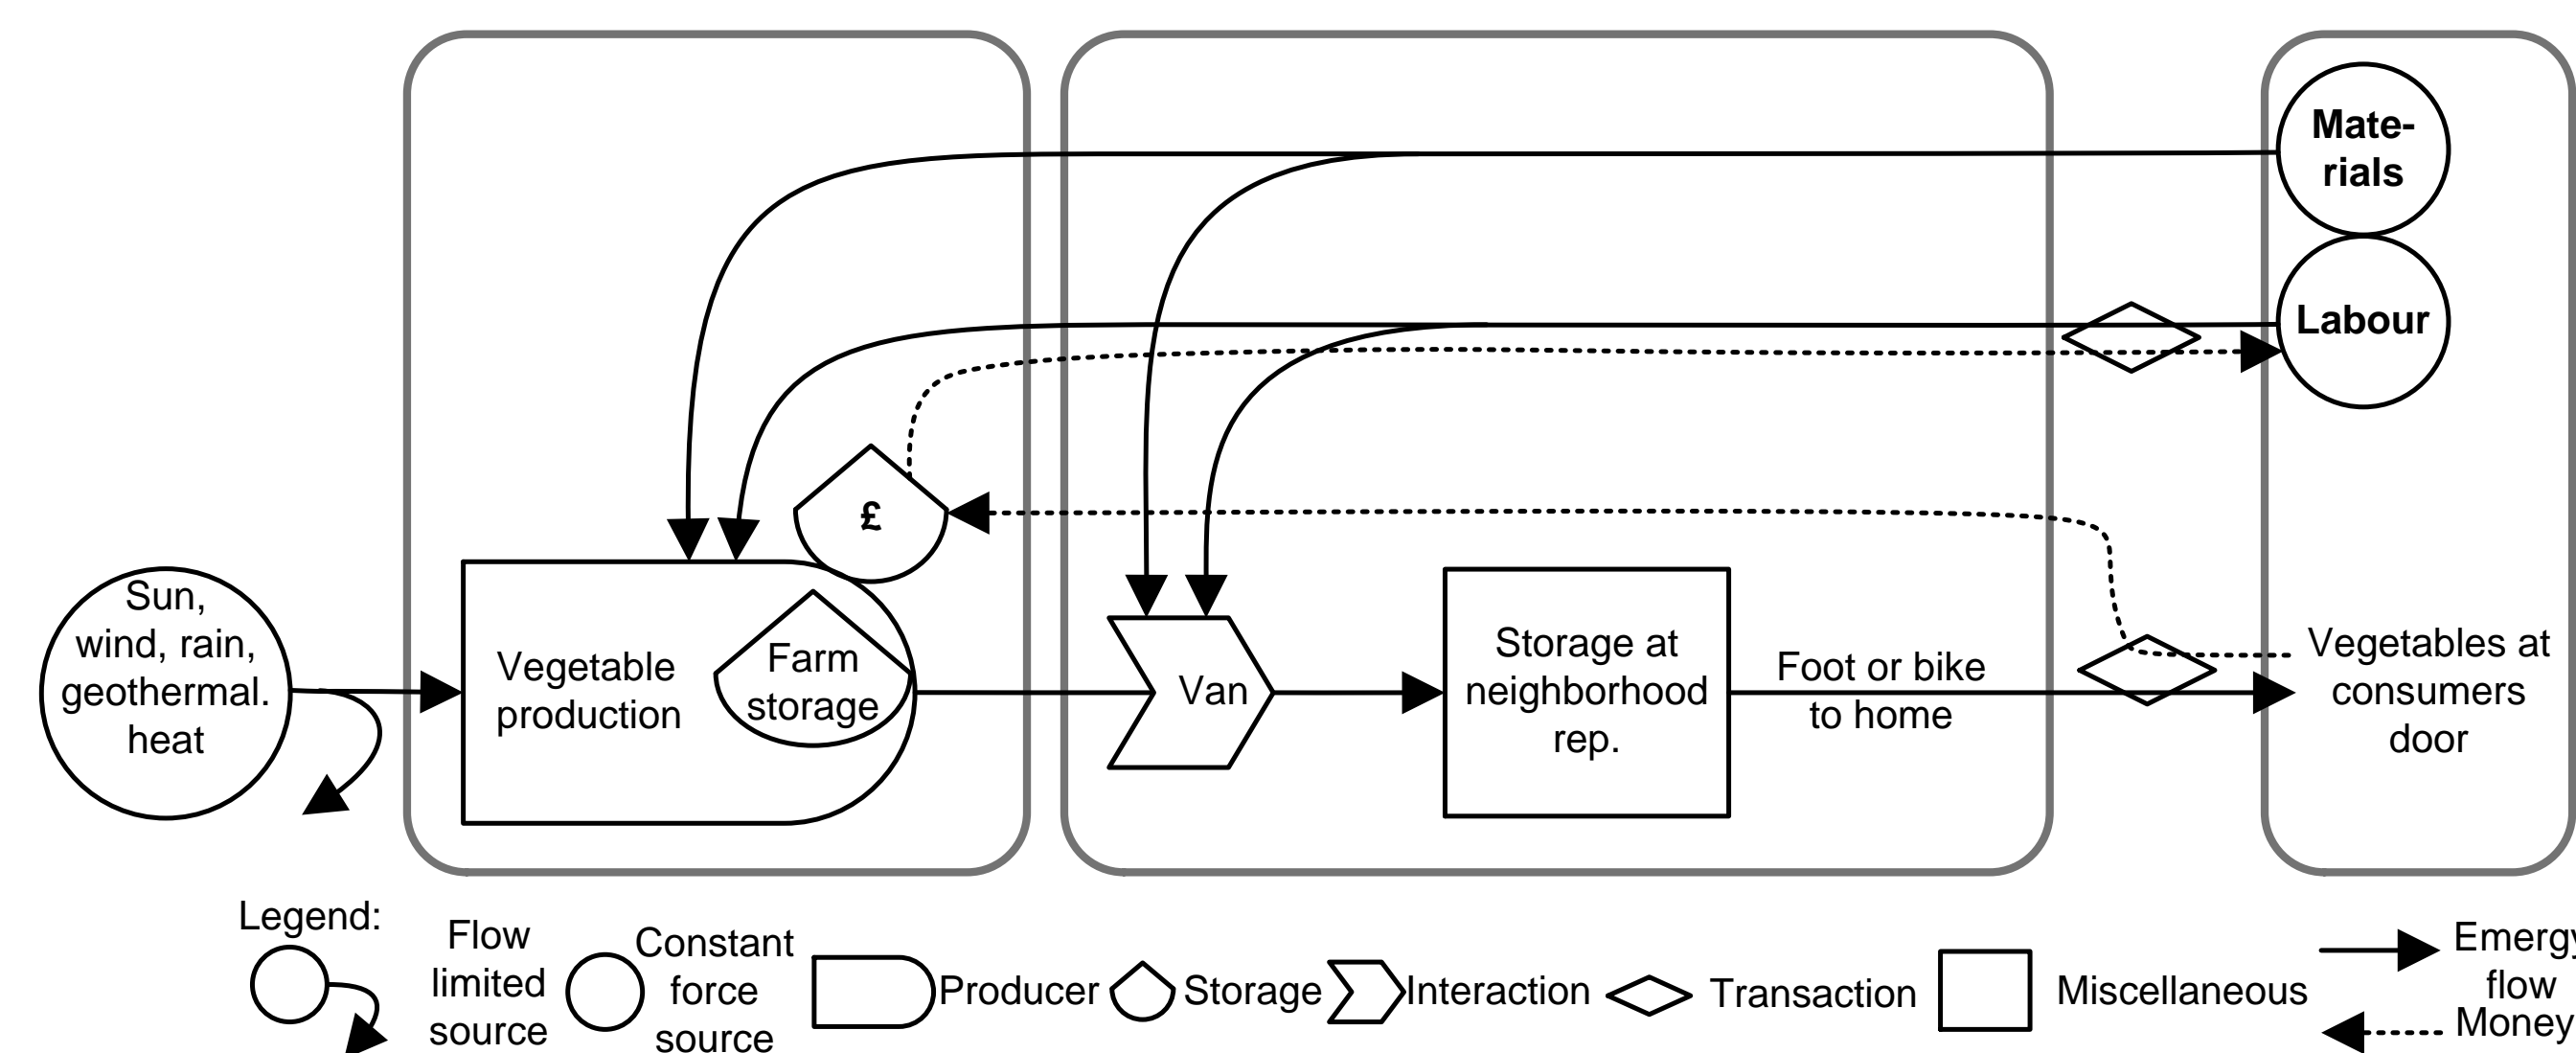 Mate-
rials
Labour
£
Sun,
wind, rain,
geothermal.
heat
Vegetable
production
Farm
storage
Van
Storage at
neighborhood
rep.
Foot or bike
to home
Vegetables at
consumers
door
Legend:
Flow
limited
source
Constant
force
source
Producer
Storage
Interaction
Transaction
Miscellaneous
Emergy
flow
Money